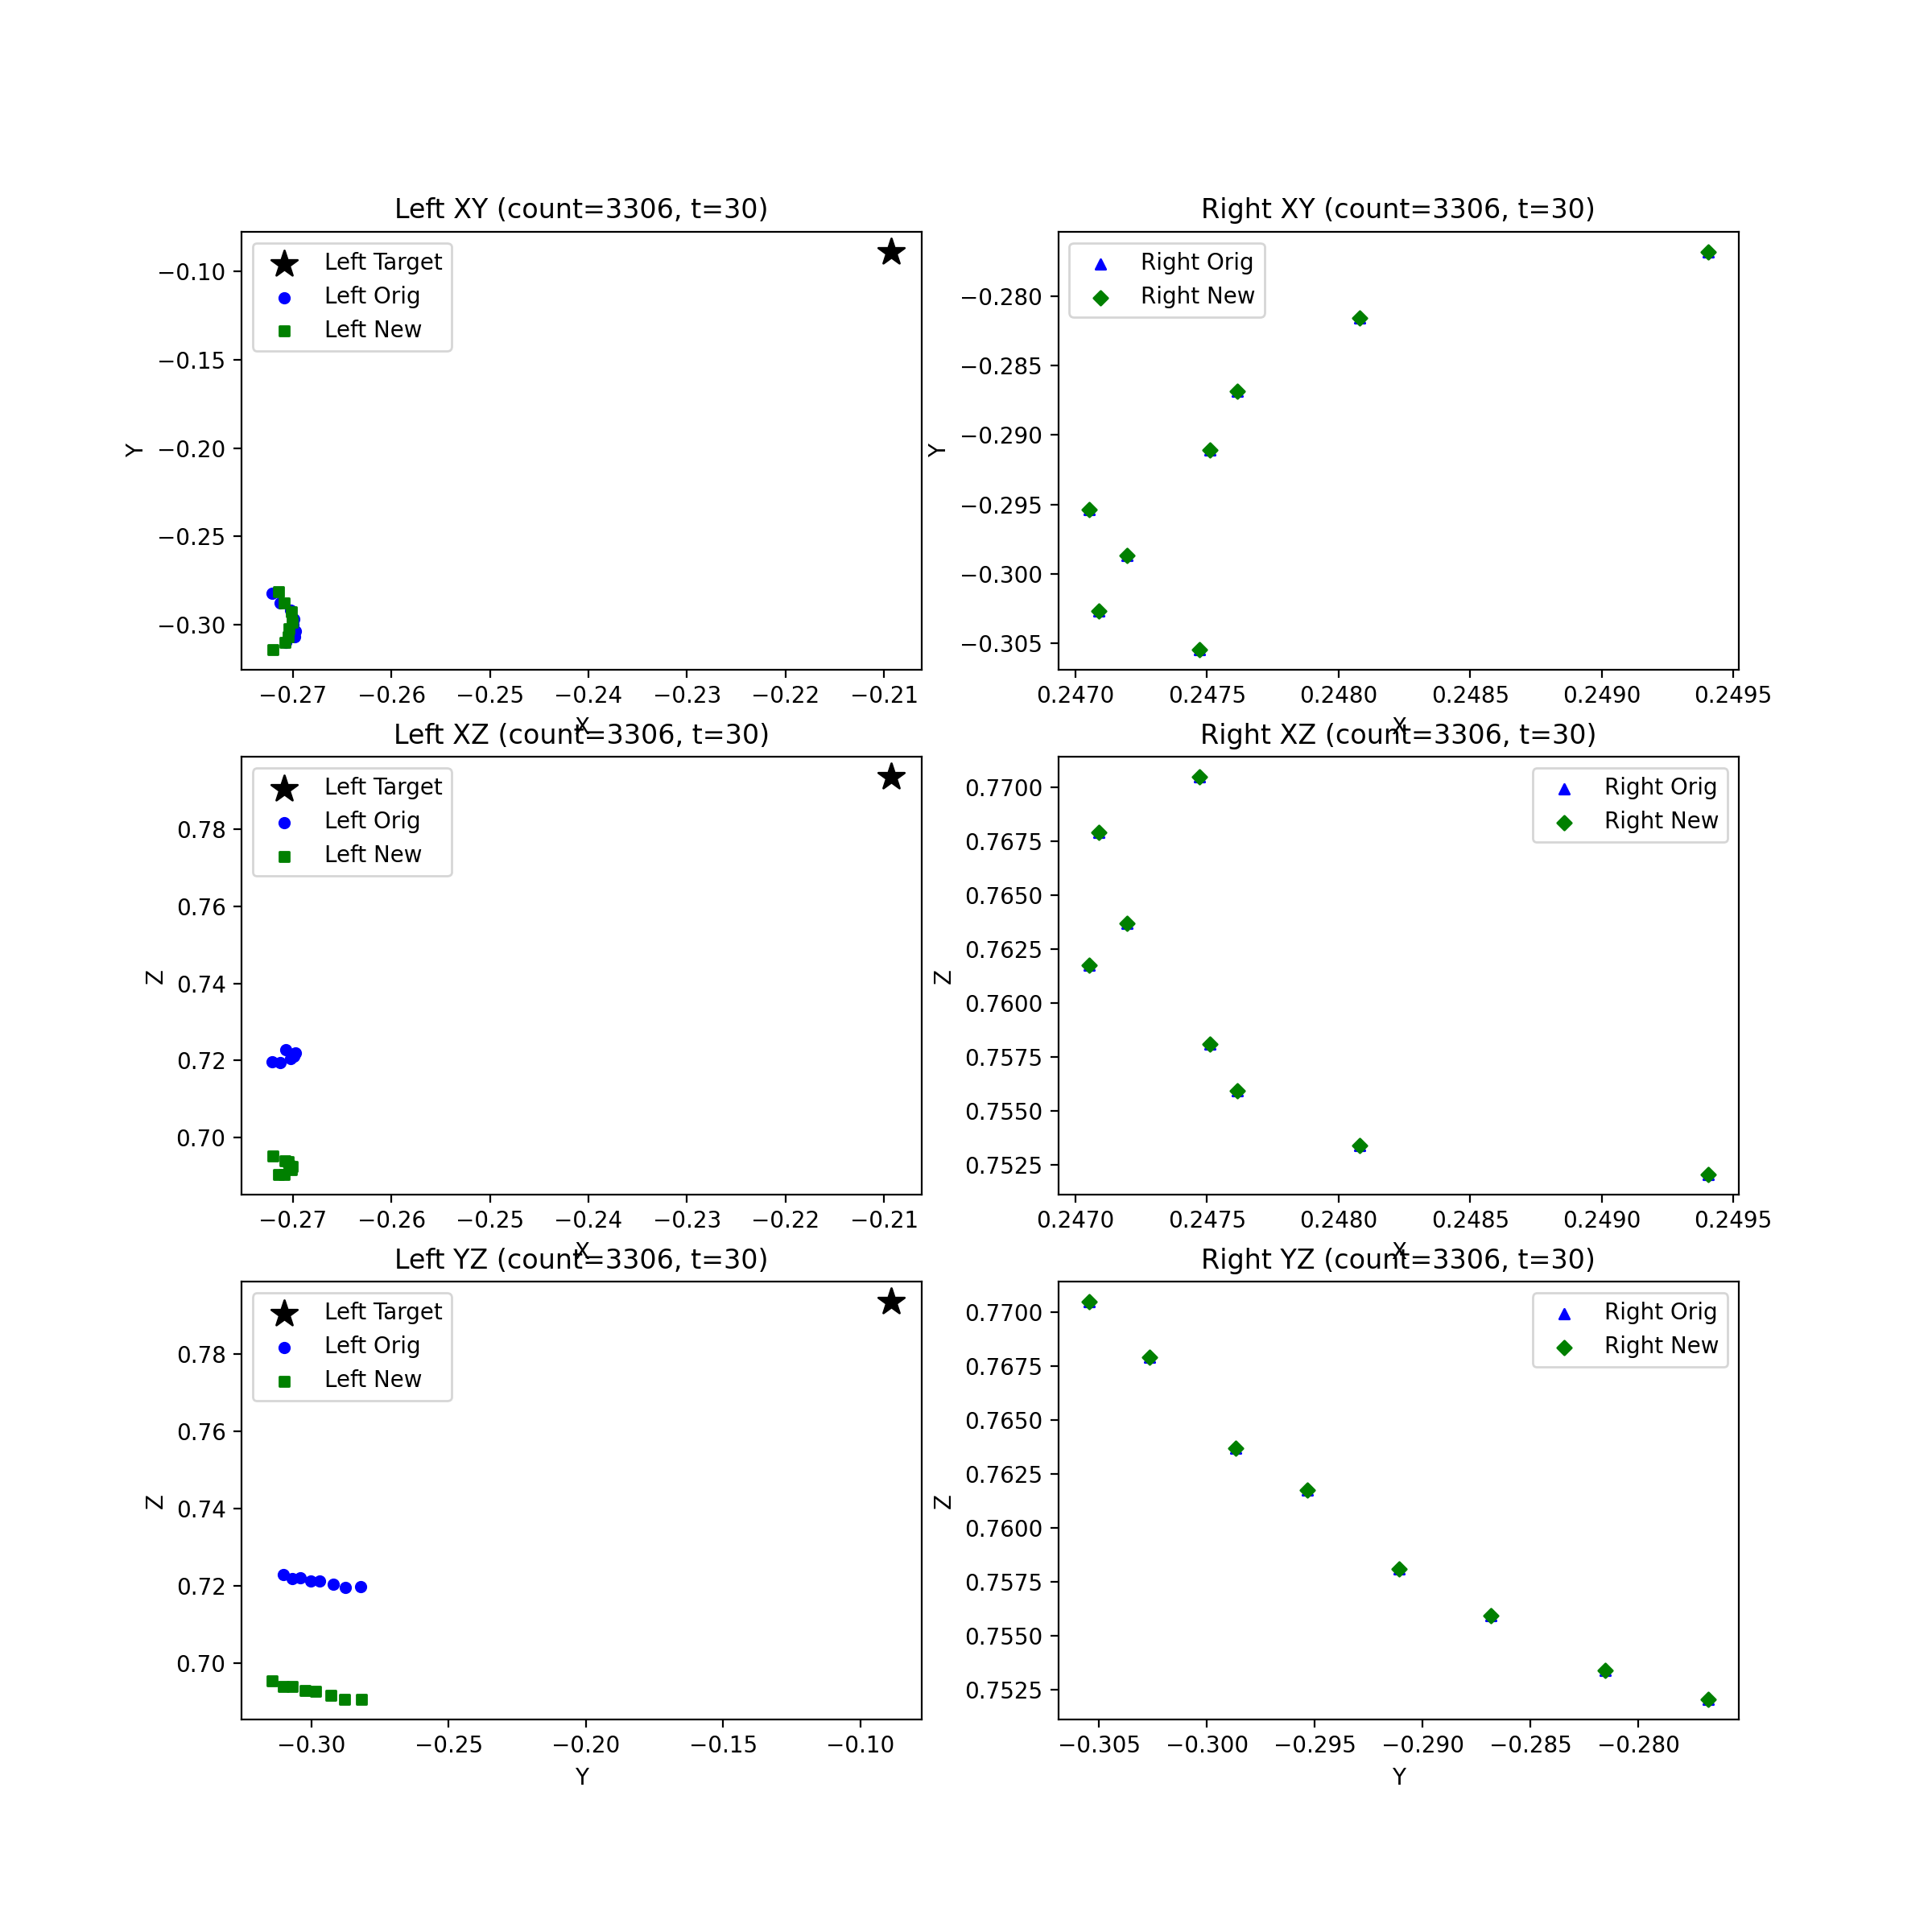 Left XY (count=3306, t=30)
Left Target
Left Orig
Left New
−0.10
−0.15
−0.20
−0.25
−0.30
Y
−0.27 −0.26 −0.25 −0.24 −0.23 −0.22 −0.21
X
Right XY (count=3306, t=30)
Right Orig
Right New
−0.280
−0.285
−0.290
−0.295
−0.300
−0.305
Y
0.2470 0.2475 0.2480 0.2485 0.2490 0.2495
X
Left XZ (count=3306, t=30)
Left Target
Left Orig
Left New
0.78
0.76
0.74
0.72
0.70
Z
−0.27 −0.26 −0.25 −0.24 −0.23 −0.22 −0.21
X
Right XZ (count=3306, t=30)
Right Orig
Right New
0.7700
0.7675
0.7650
0.7625
0.7600
0.7575
0.7550
0.7525
Z
0.2470 0.2475 0.2480 0.2485 0.2490 0.2495
X
Left YZ (count=3306, t=30)
Left Target
Left Orig
Left New
0.78
0.76
0.74
0.72
0.70
Z
−0.30 −0.25 −0.20 −0.15 −0.10
Y
Right YZ (count=3306, t=30)
Right Orig
Right New
0.7700
0.7675
0.7650
0.7625
0.7600
0.7575
0.7550
0.7525
Z
−0.305 −0.300 −0.295 −0.290 −0.285 −0.280
Y